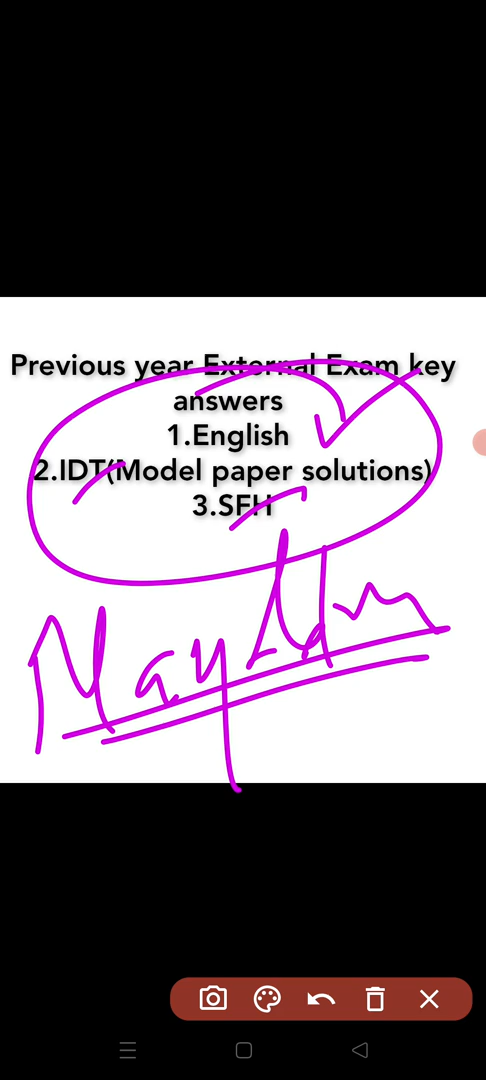 Previous year External Exam key
answers
1.English
2.IDT(Model paper solutions)
3.SFH